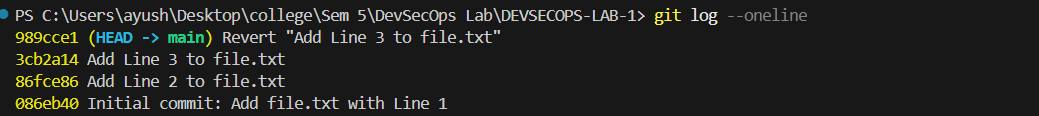 PS C:\Users\ayush\Desktop\college\Sem 5\DevSecOps Lab\DEVSECOPS-LAB-1> git log --oneline
989cce1 (HEAD -> main) Revert "Add Line 3 to file.txt"
3cb2a14 Add Line 3 to file.txt
86fce86 Add Line 2 to file.txt
086eb40 Initial commit: Add file.txt with Line 1